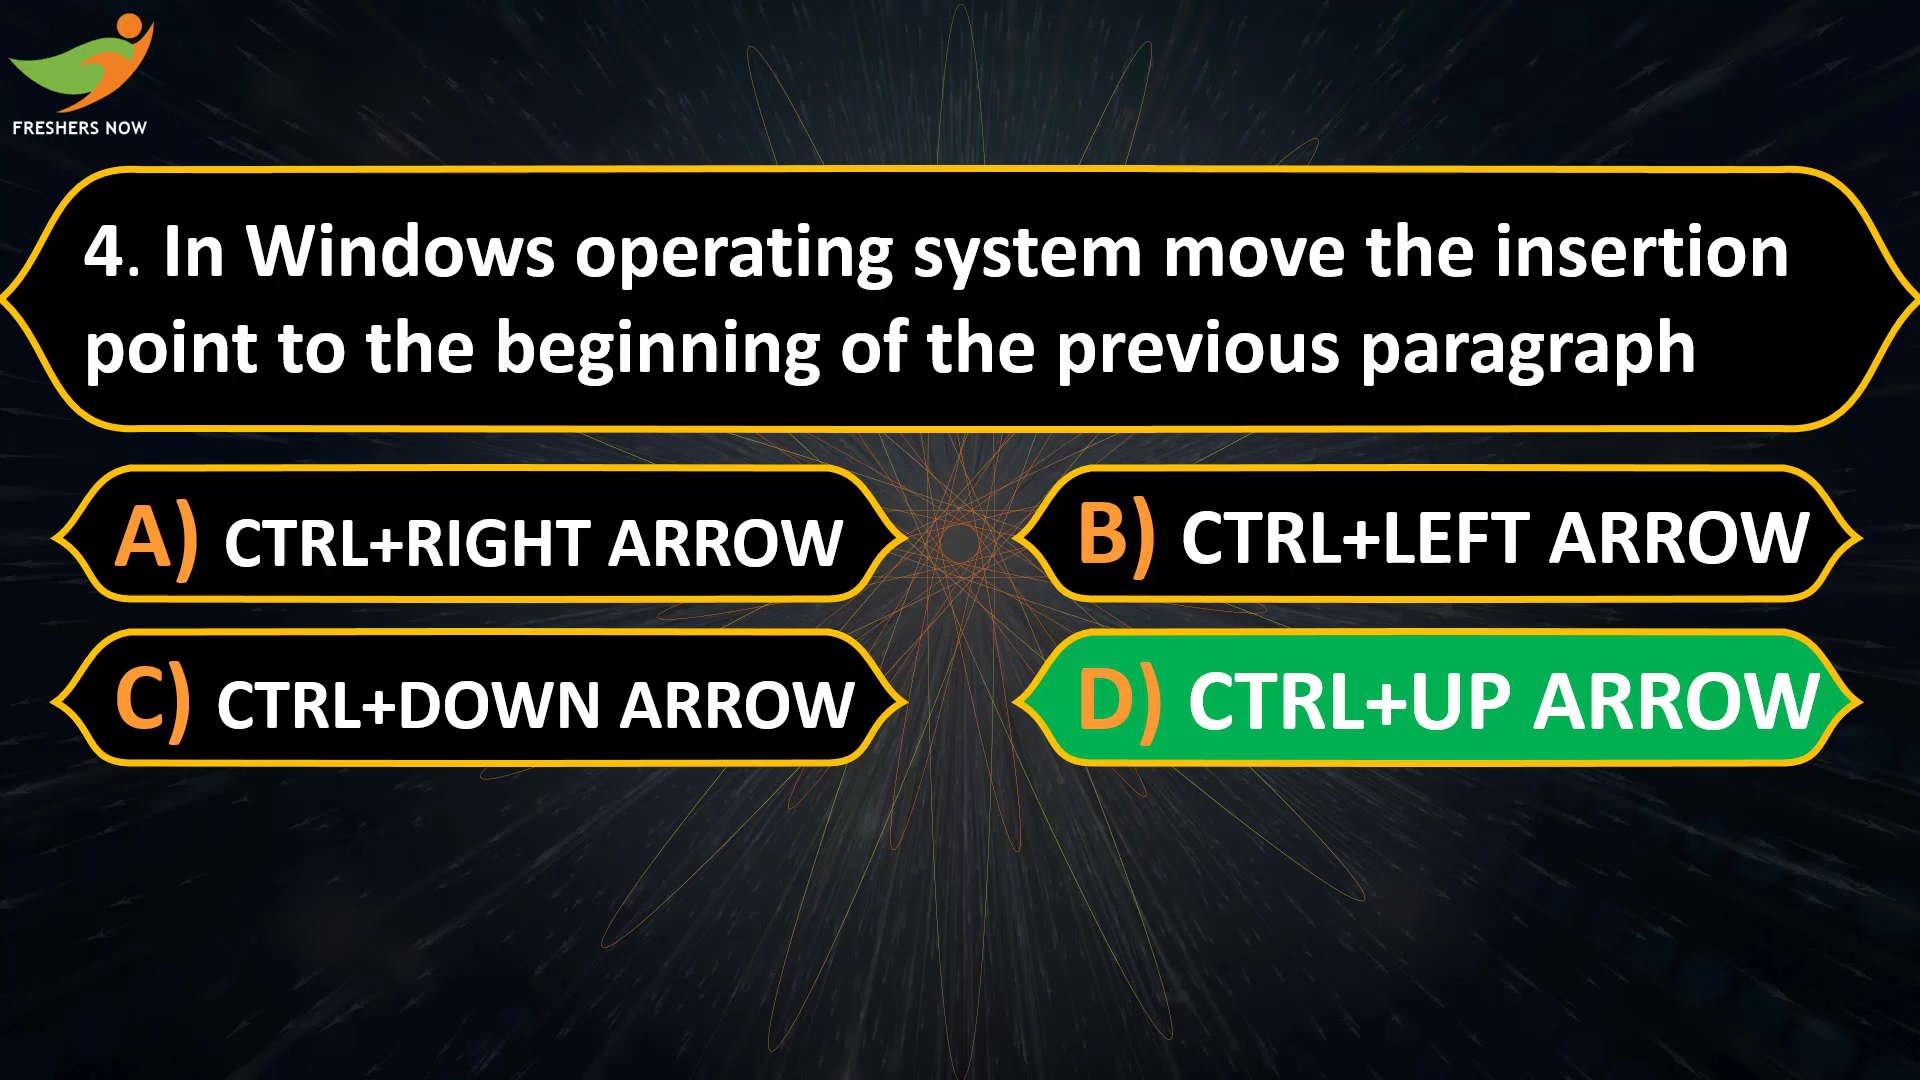 FRESHERS NOW
4. In Windows operating system move the insertion
point to the beginning of the previous paragraph
A) CTRL+RIGHT ARROW
B) CTRL+LEFT ARROW
C) CTRL+DOWN ARROW
D) CTRL+UP ARROW